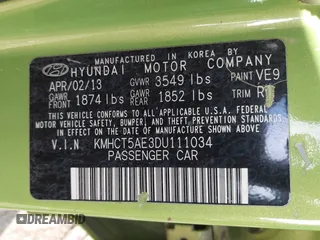 MANUFACTURED IN KOREA BY
HYUNDAI MOTOR COMPANY
APR/02/13 GVWR 3549 lbs PAINT VE9
GAWR FRONT 1874 lbs GAWR REAR 1852 lbs TRIM
THIS VEHICLE CONFORMS TO ALL APPLICABLE
FEDERAL MOTOR VEHICLE SAFETY,
BUMPER, AND THEFT PREVENTION STANDARDS
IN EFFECT ON THE DATE OF
MANUFACTURE SHOWN ABOVE.
V.I.N KMHCT5AE3DU111034
PASSENGER CAR
DREAMBID